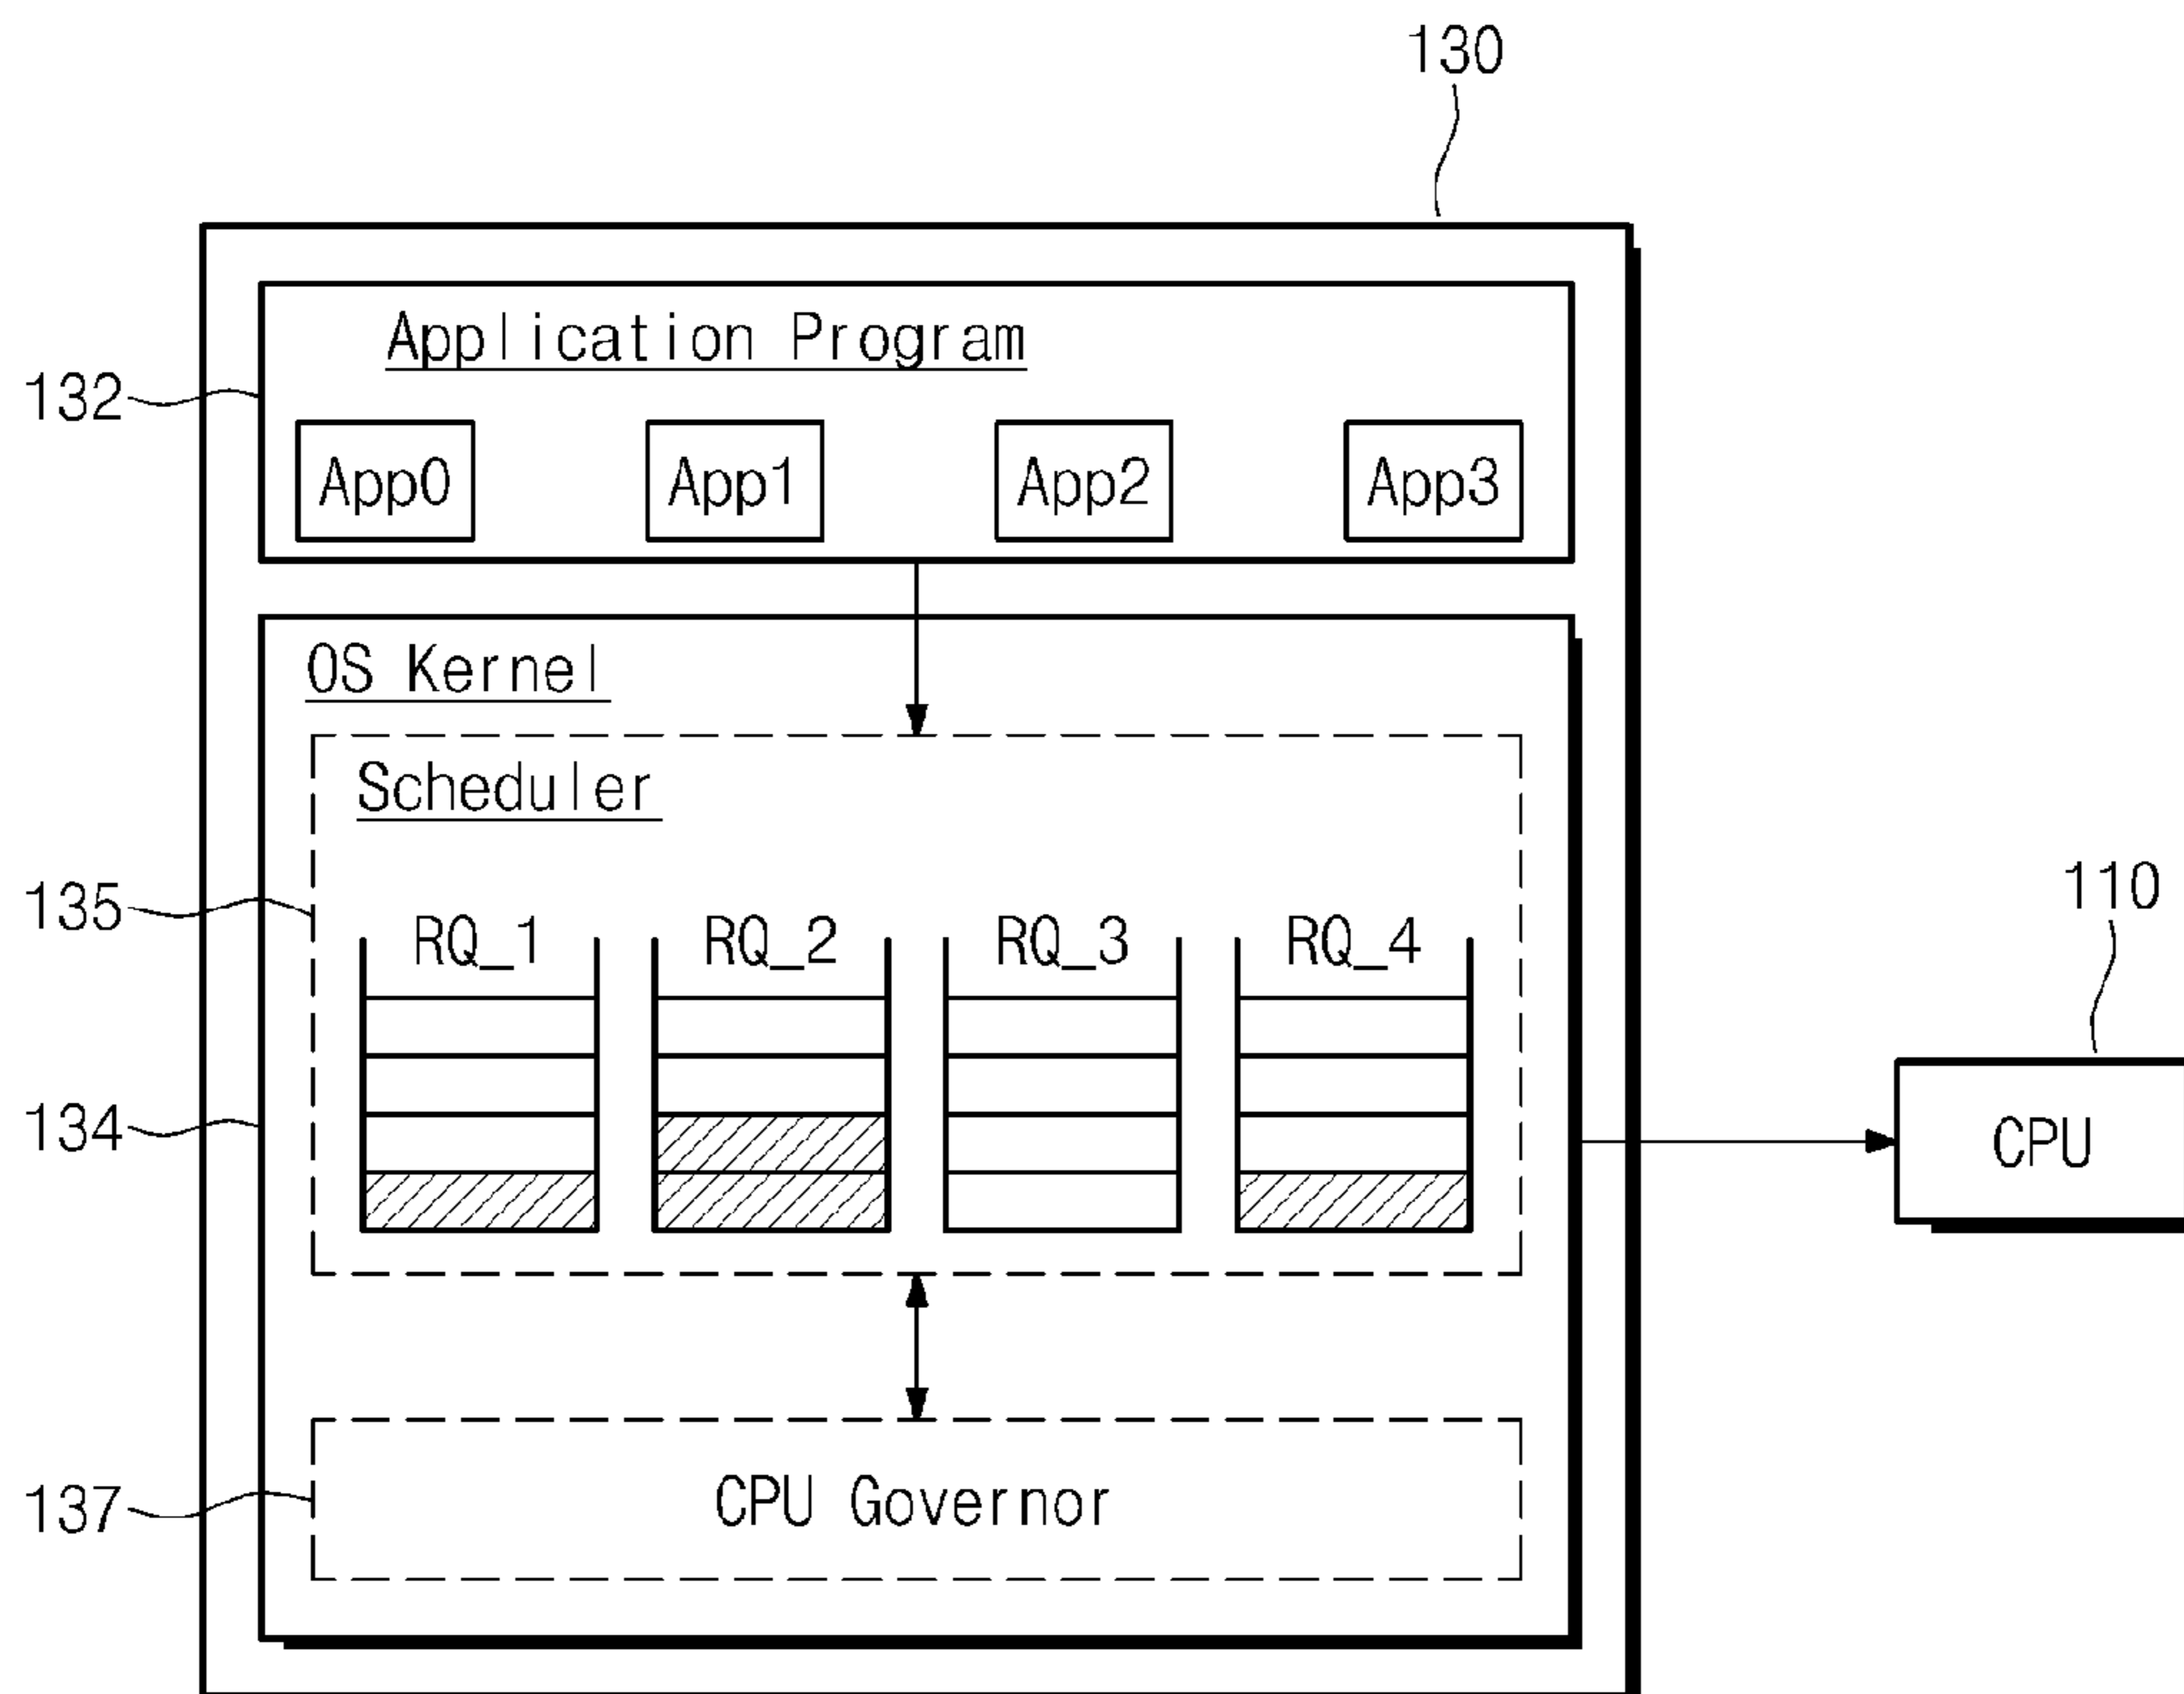 130
Application Program
132
App0 App1 App2 App3
OS Kernel
Scheduler
135
110
RQ_1 RQ_2 RQ_3 RQ_4
134
CPU
137
CPU Governor